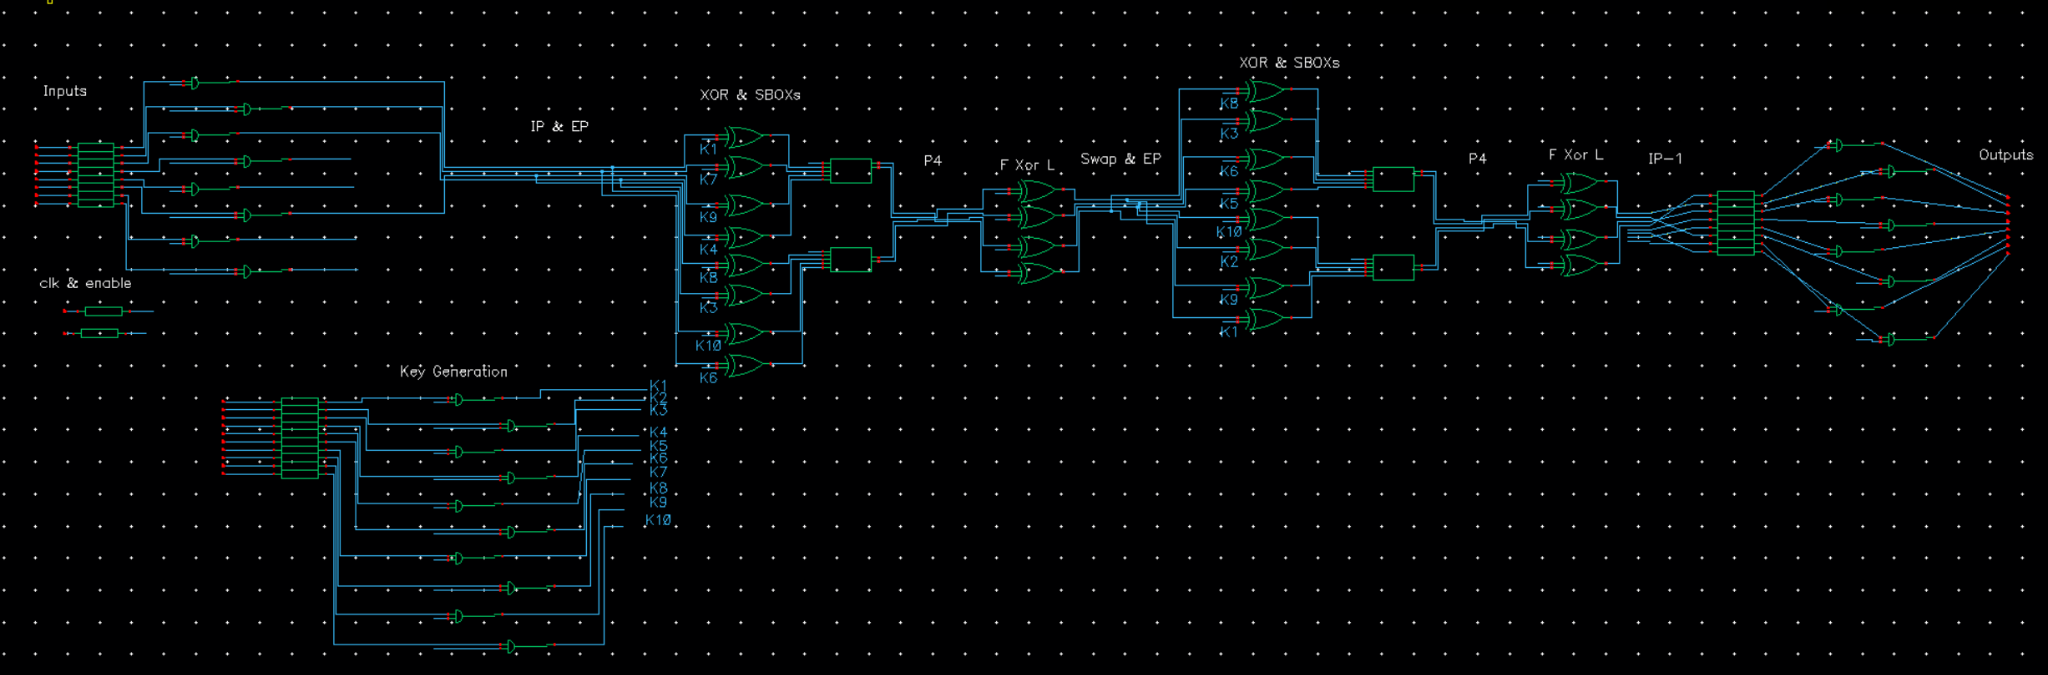 Inputs
clk & enable
Key Generation
K1
K2
K3
K4
K5
K6
K7
K8
K9
K10
IP & EP
XOR & SBOXs
K1
K7
K9
K4
K8
K3
K10
K6
P4
F Xor L
Swap & EP
XOR & SBOXs
K8
K3
K6
K5
K10
K2
K9
K1
P4
F Xor L
IP-1
Outputs